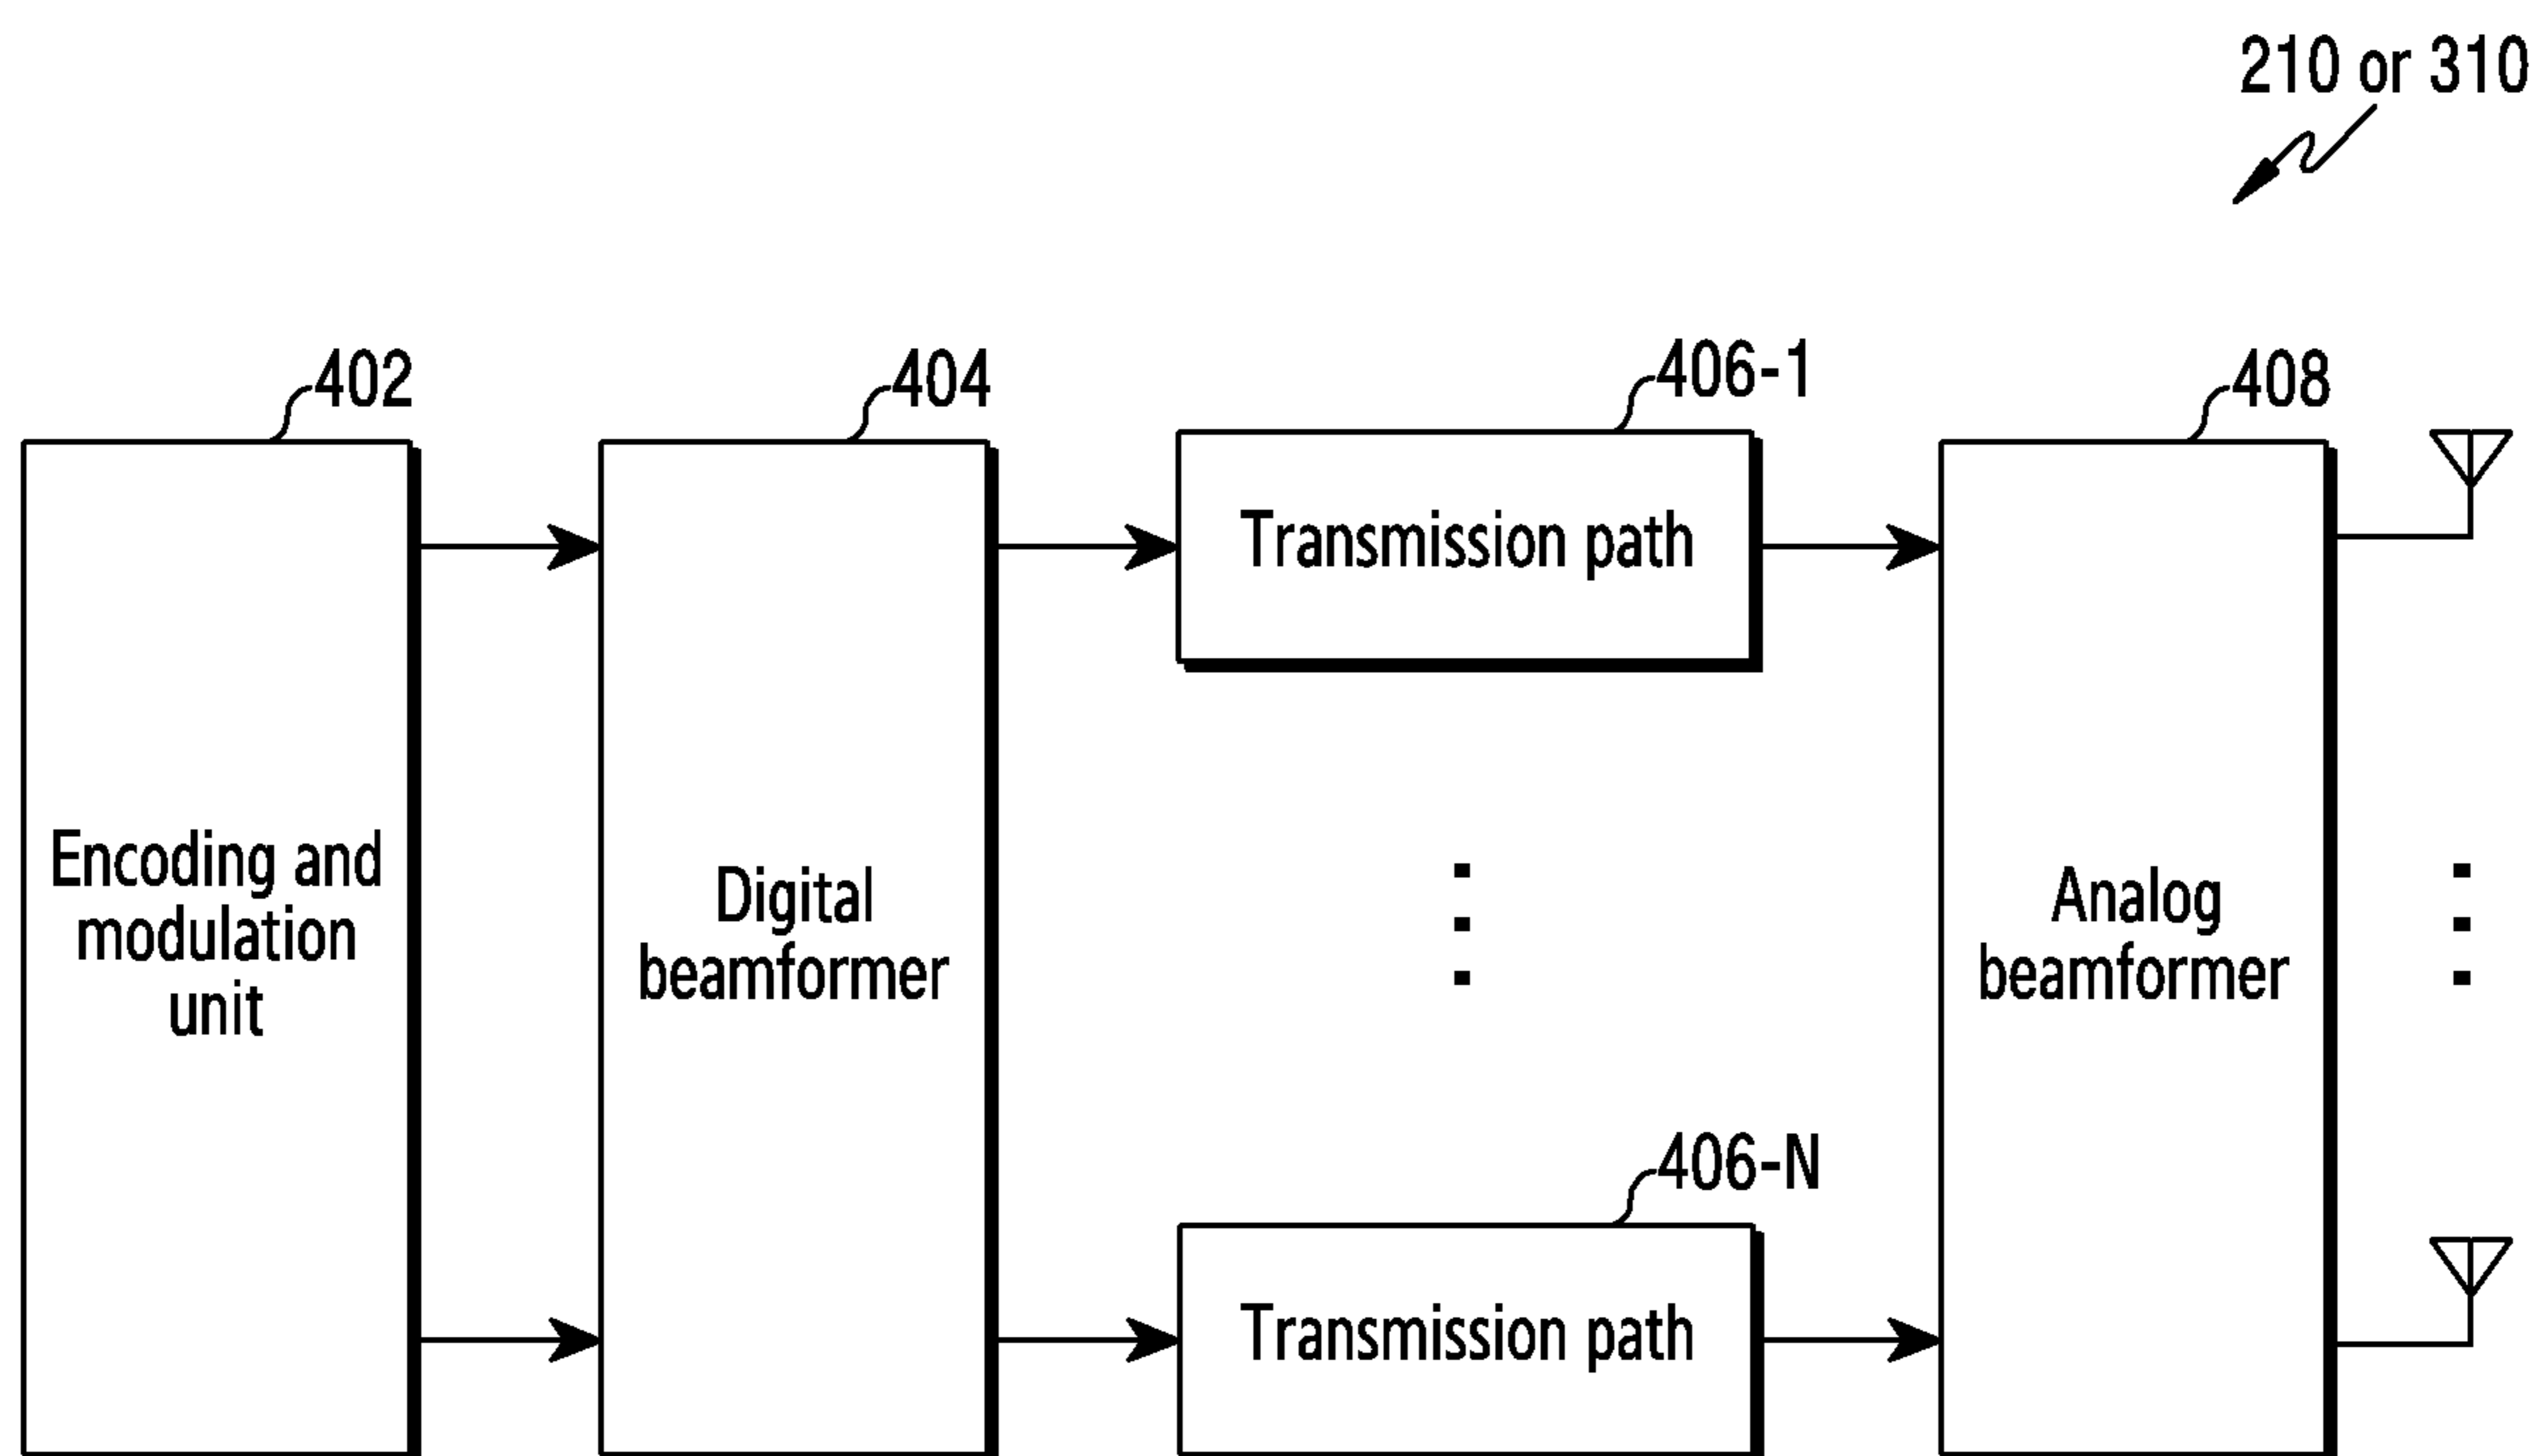 210 or 310
402
404
406-1
408
Transmission path
Encoding and
modulation
unit
Digital
beamformer
Analog
beamformer
406-N
Transmission path